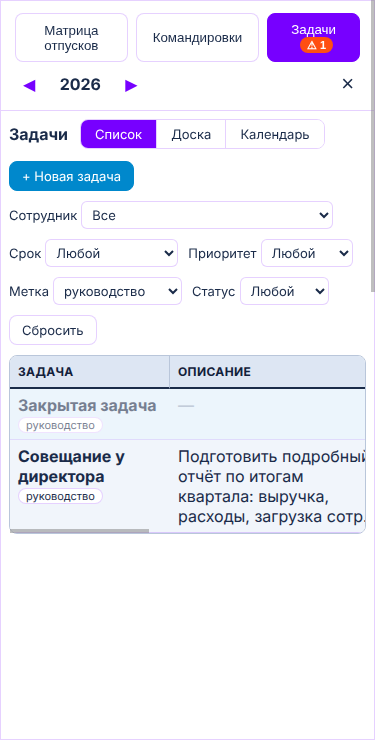 Матрица
отпусков
Командировки
Задачи
⚠ 1
◀ 2026 ▶ ×
Задачи Список Доска Календарь
+ Новая задача
Сотрудник Все
Срок Любой Приоритет Любой
Метка руководство Статус Любой
Сбросить
ЗАДАЧА ОПИСАНИЕ
Закрытая задача —
руководство
Совещание у
директора
руководство
Подготовить подробный
отчёт по итогам
квартала: выручка,
расходы, загрузка сотр.